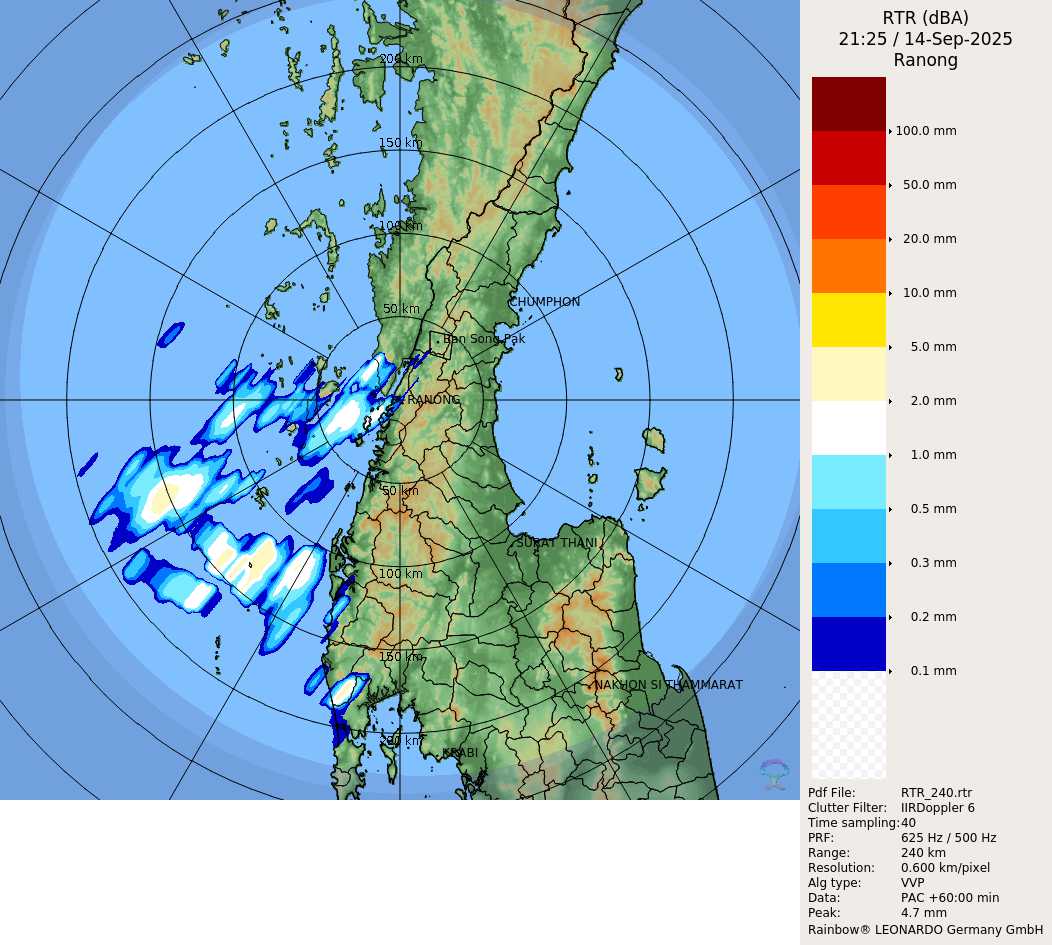 RTR (dBA)
21:25 / 14-Sep-2025
Ranong
200 km
150 km
100 km
50 km
CHUMPHON
Ban Song Pak
RANONG
50 km
SURAT THANI
100 km
150 km
NAKHON SI THAMMARAT
200 km
KRABI
100.0 mm
50.0 mm
20.0 mm
10.0 mm
5.0 mm
2.0 mm
1.0 mm
0.5 mm
0.3 mm
0.2 mm
0.1 mm
Pdf File: RTR_240.rtr
Clutter Filter: IIRDoppler 6
Time sampling:40
PRF: 625 Hz / 500 Hz
Range: 240 km
Resolution: 0.600 km/pixel
Alg type: VVP
Data: PAC +60:00 min
Peak: 4.7 mm
Rainbow® LEONARDO Germany GmbH